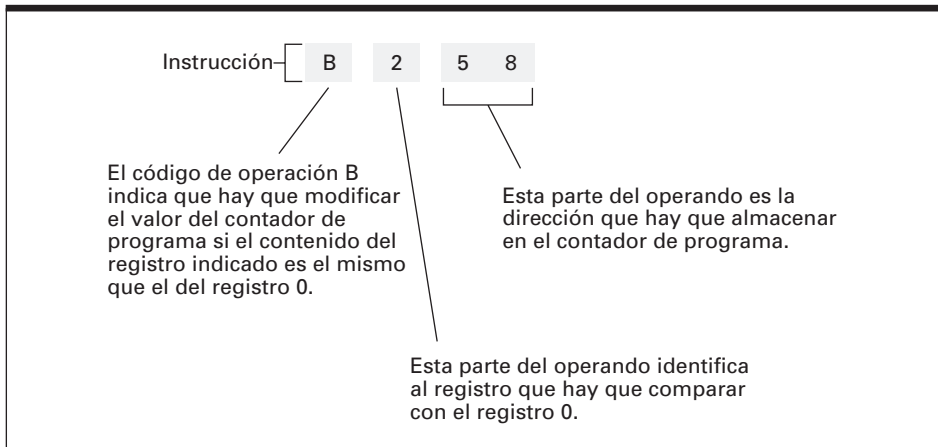 Instrucción B 2 5 8
El código de operación B
indica que hay que modificar
el valor del contador de
programa si el contenido del
registro indicado es el mismo
que el del registro 0.
Esta parte del operando es la
dirección que hay que almacenar
en el contador de programa.
Esta parte del operando identifica
al registro que hay que comparar
con el registro 0.